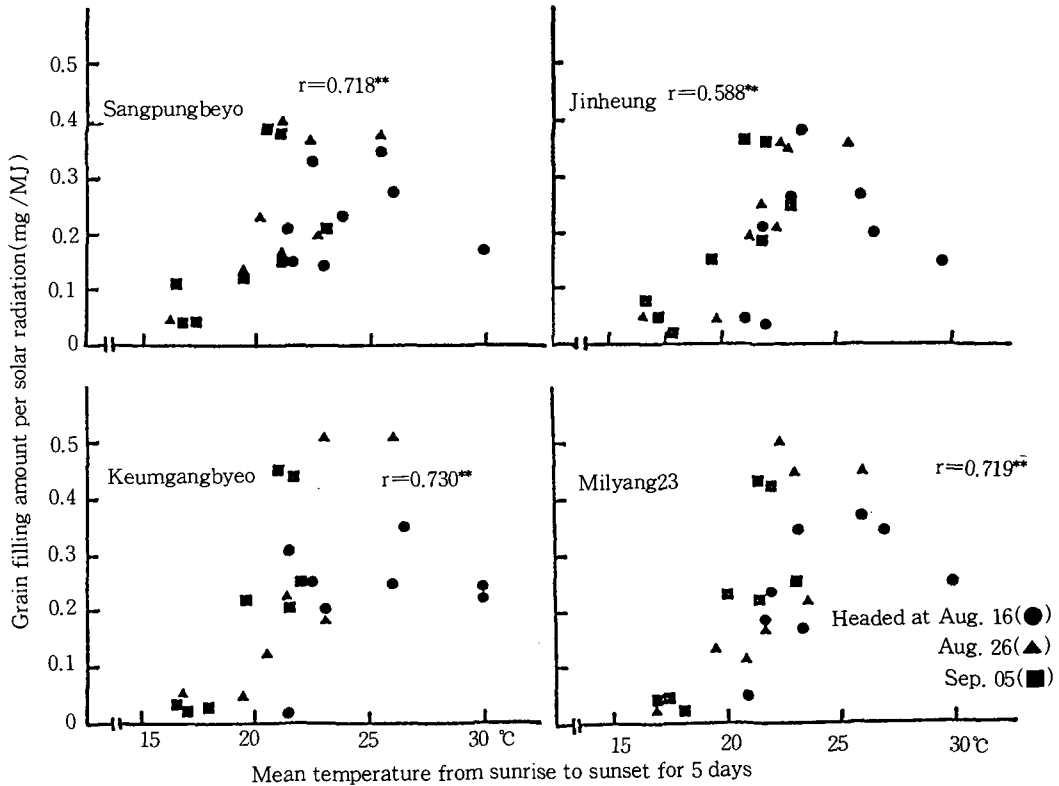 Grain filling amount per solar radiation(mg/MJ)
0.5
0.4
0.3
0.2
0.1
0
Sangpungbeyo
r=0.718**
Jinheung
r=0.588**
0.5
0.4
0.3
0.2
0.1
0
Keumgangbyeo
r=0.730**
Milyang23
r=0.719**
Headed at Aug. 16(●)
Aug. 26(▲)
Sep. 05(■)
15 20 25 30℃
15 20 25 30℃
Mean temperature from sunrise to sunset for 5 days